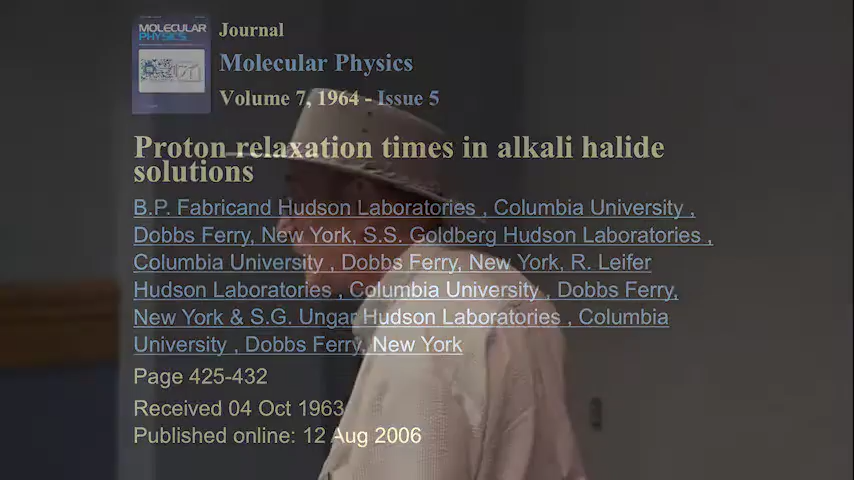 MOLECULAR
PHYSICS
Journal
Molecular Physics
Volume 7, 1964 - Issue 5
Proton relaxation times in alkali halide
solutions
B.P. Fabricand Hudson Laboratories , Columbia University ,
Dobbs Ferry, New York, S.S. Goldberg Hudson Laboratories ,
Columbia University , Dobbs Ferry, New York, R. Leifer
Hudson Laboratories , Columbia University , Dobbs Ferry,
New York & S.G. Ungar Hudson Laboratories , Columbia
University , Dobbs Ferry, New York
Page 425-432
Received 04 Oct 1963
Published online: 12 Aug 2006